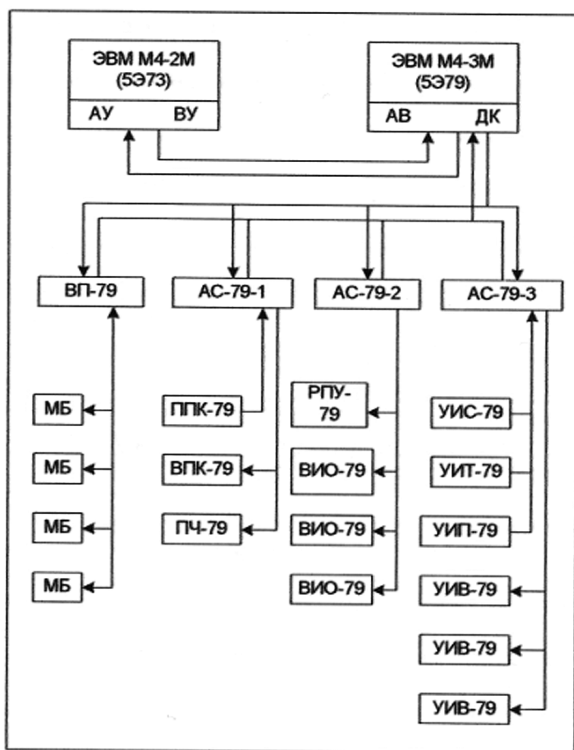 ЭВМ М4-2М
(5Э73)
АУ ВУ
ЭВМ М4-3М
(5Э79)
АВ ДК
ВП-79
АС-79-1
АС-79-2
АС-79-3
МБ
МБ
МБ
МБ
ППК-79
ВПК-79
ПЧ-79
РПУ-
79
ВИО-79
ВИО-79
ВИО-79
УИС-79
УИТ-79
УИП-79
УИВ-79
УИВ-79
УИВ-79